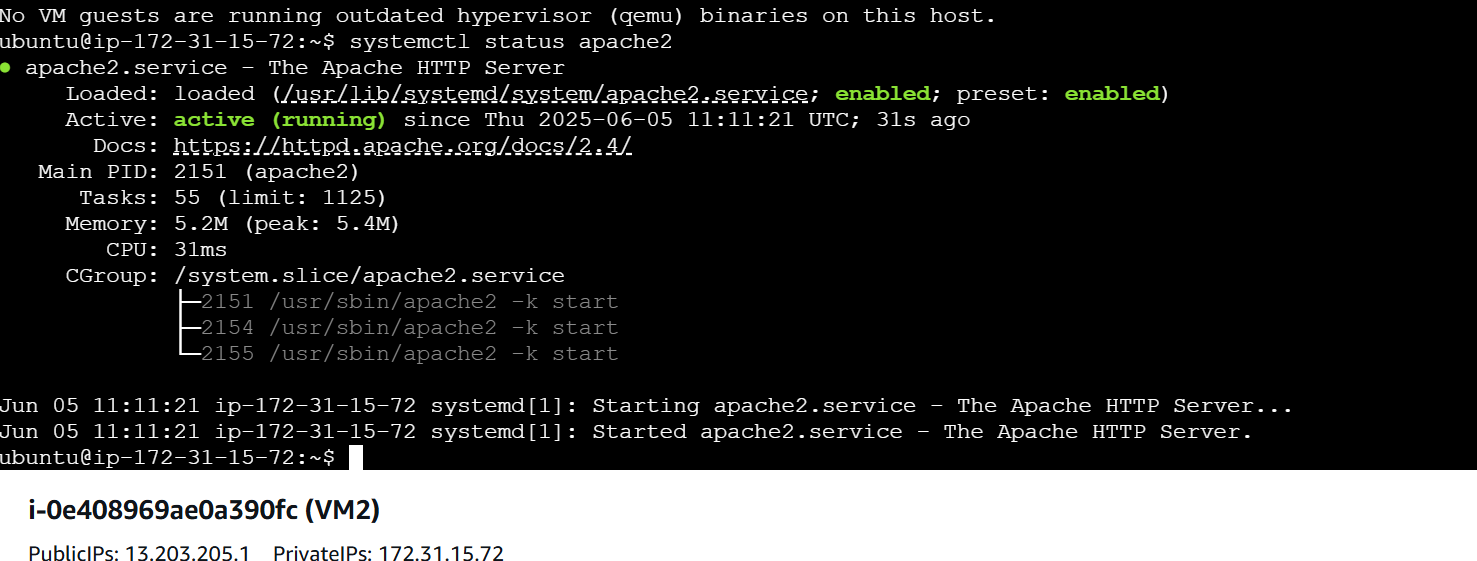 No VM guests are running outdated hypervisor (qemu) binaries on this host.
ubuntu@ip-172-31-15-72:~$ systemctl status apache2
● apache2.service - The Apache HTTP Server
Loaded: loaded (/usr/lib/systemd/system/apache2.service; enabled; preset: enabled)
Active: active (running) since Thu 2025-06-05 11:11:21 UTC; 31s ago
Docs: https://httpd.apache.org/docs/2.4/
Main PID: 2151 (apache2)
Tasks: 55 (limit: 1125)
Memory: 5.2M (peak: 5.4M)
CPU: 31ms
CGroup: /system.slice/apache2.service
├─2151 /usr/sbin/apache2 -k start
├─2154 /usr/sbin/apache2 -k start
└─2155 /usr/sbin/apache2 -k start
Jun 05 11:11:21 ip-172-31-15-72 systemd[1]: Starting apache2.service - The Apache HTTP Server...
Jun 05 11:11:21 ip-172-31-15-72 systemd[1]: Started apache2.service - The Apache HTTP Server.
ubuntu@ip-172-31-15-72:~$
i-0e408969ae0a390fc (VM2)
PublicIPs: 13.203.205.1 PrivateIPs: 172.31.15.72